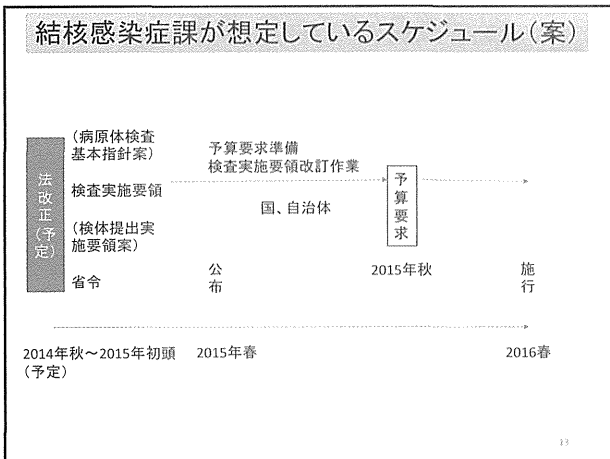 結核感染症課が想定しているスケジュール(案)
法改正(予定)
(病原体検査
基本指針案)
検査実施要領
(検体提出実
施要領案)
省令
予算要求準備
検査実施要領改訂作業
国、自治体
予算要求
公布
2015年秋
施行
2014年秋～2015年初頭
(予定)
2015年春
2016春
13